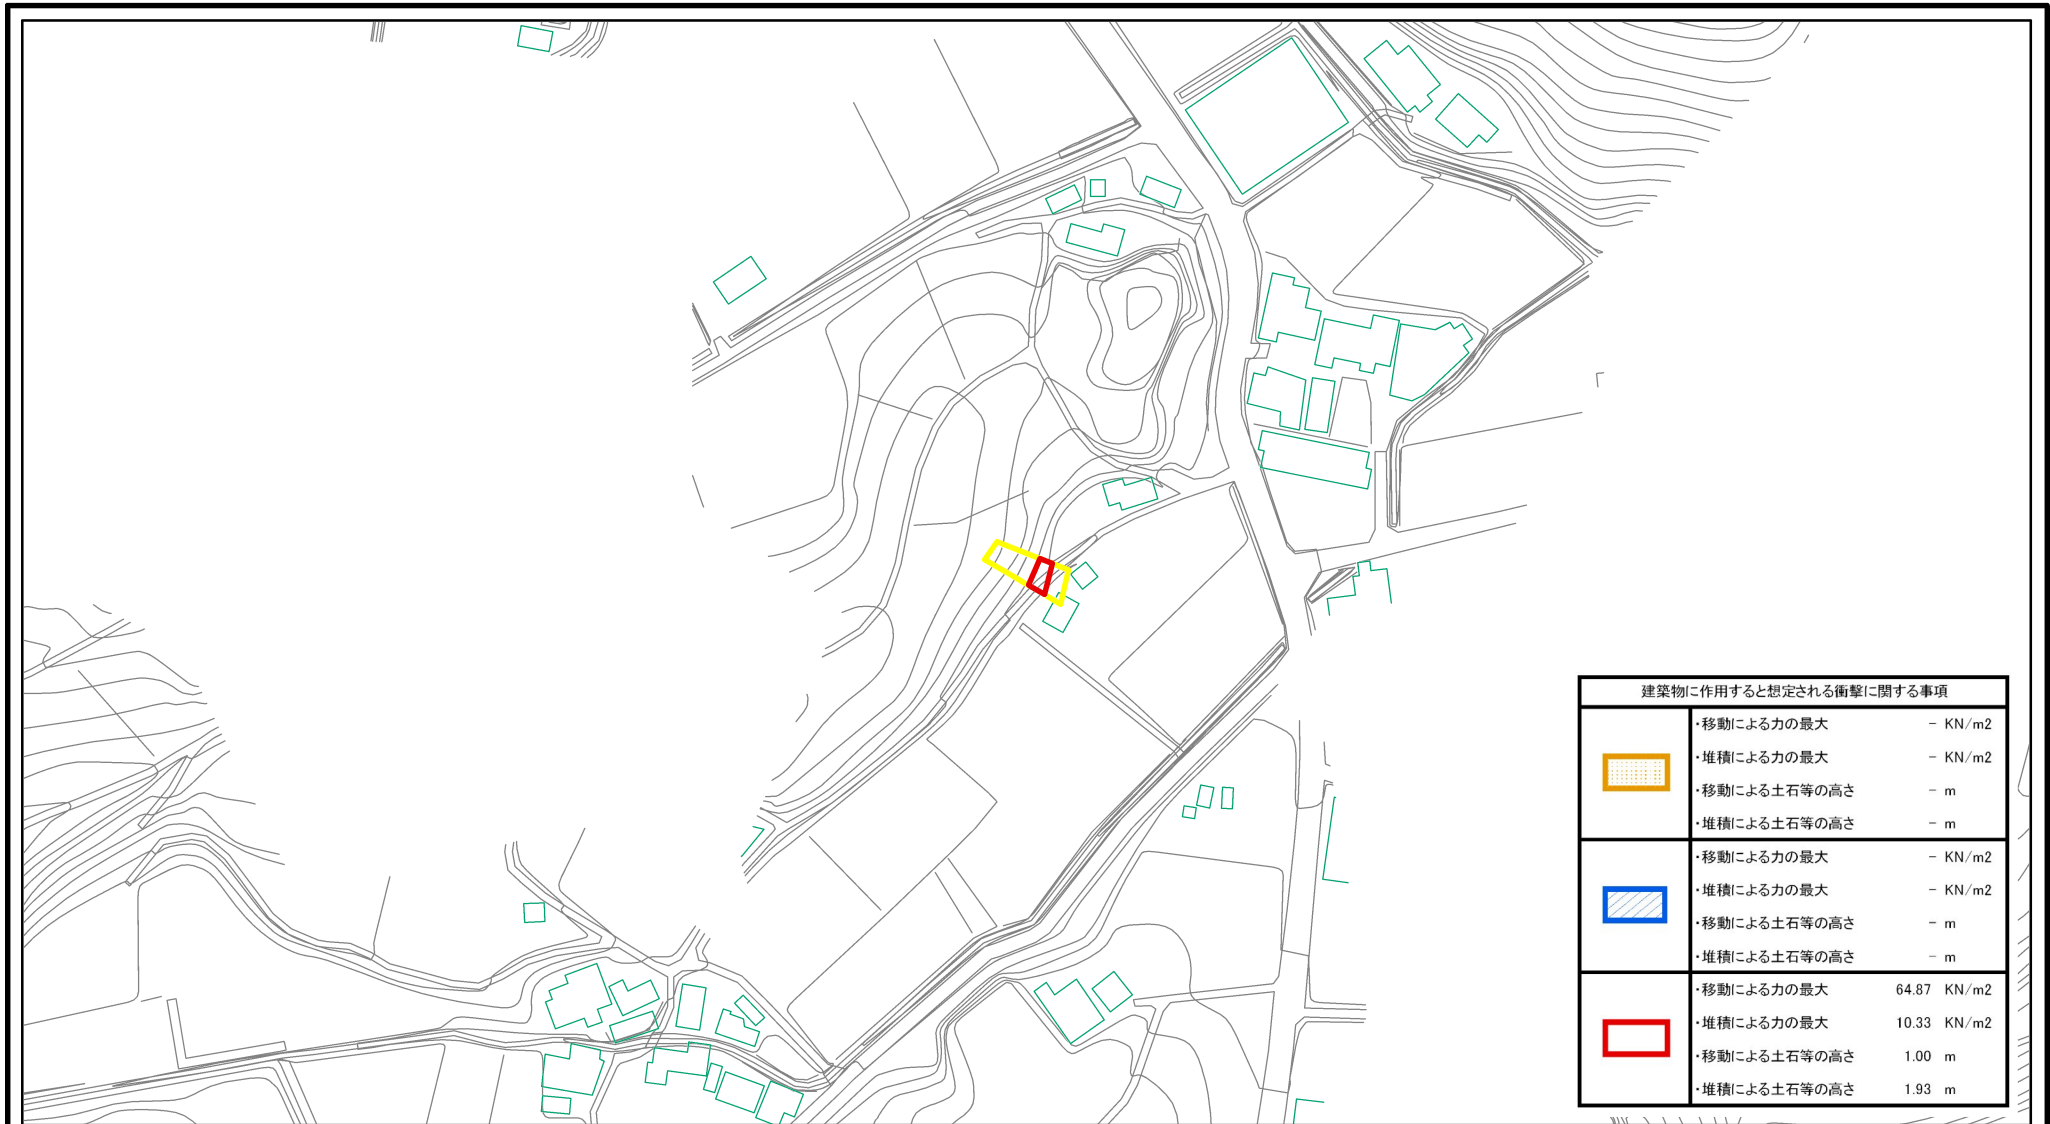 建築物に作用すると想定される衝撃に関する事項
・移動による力の最大 - KN/m2
・堆積による力の最大 - KN/m2
・移動による土石等の高さ - m
・堆積による土石等の高さ - m
・移動による力の最大 - KN/m2
・堆積による力の最大 - KN/m2
・移動による土石等の高さ - m
・堆積による土石等の高さ - m
・移動による力の最大 64.87 KN/m2
・堆積による力の最大 10.33 KN/m2
・移動による土石等の高さ 1.00 m
・堆積による土石等の高さ 1.93 m